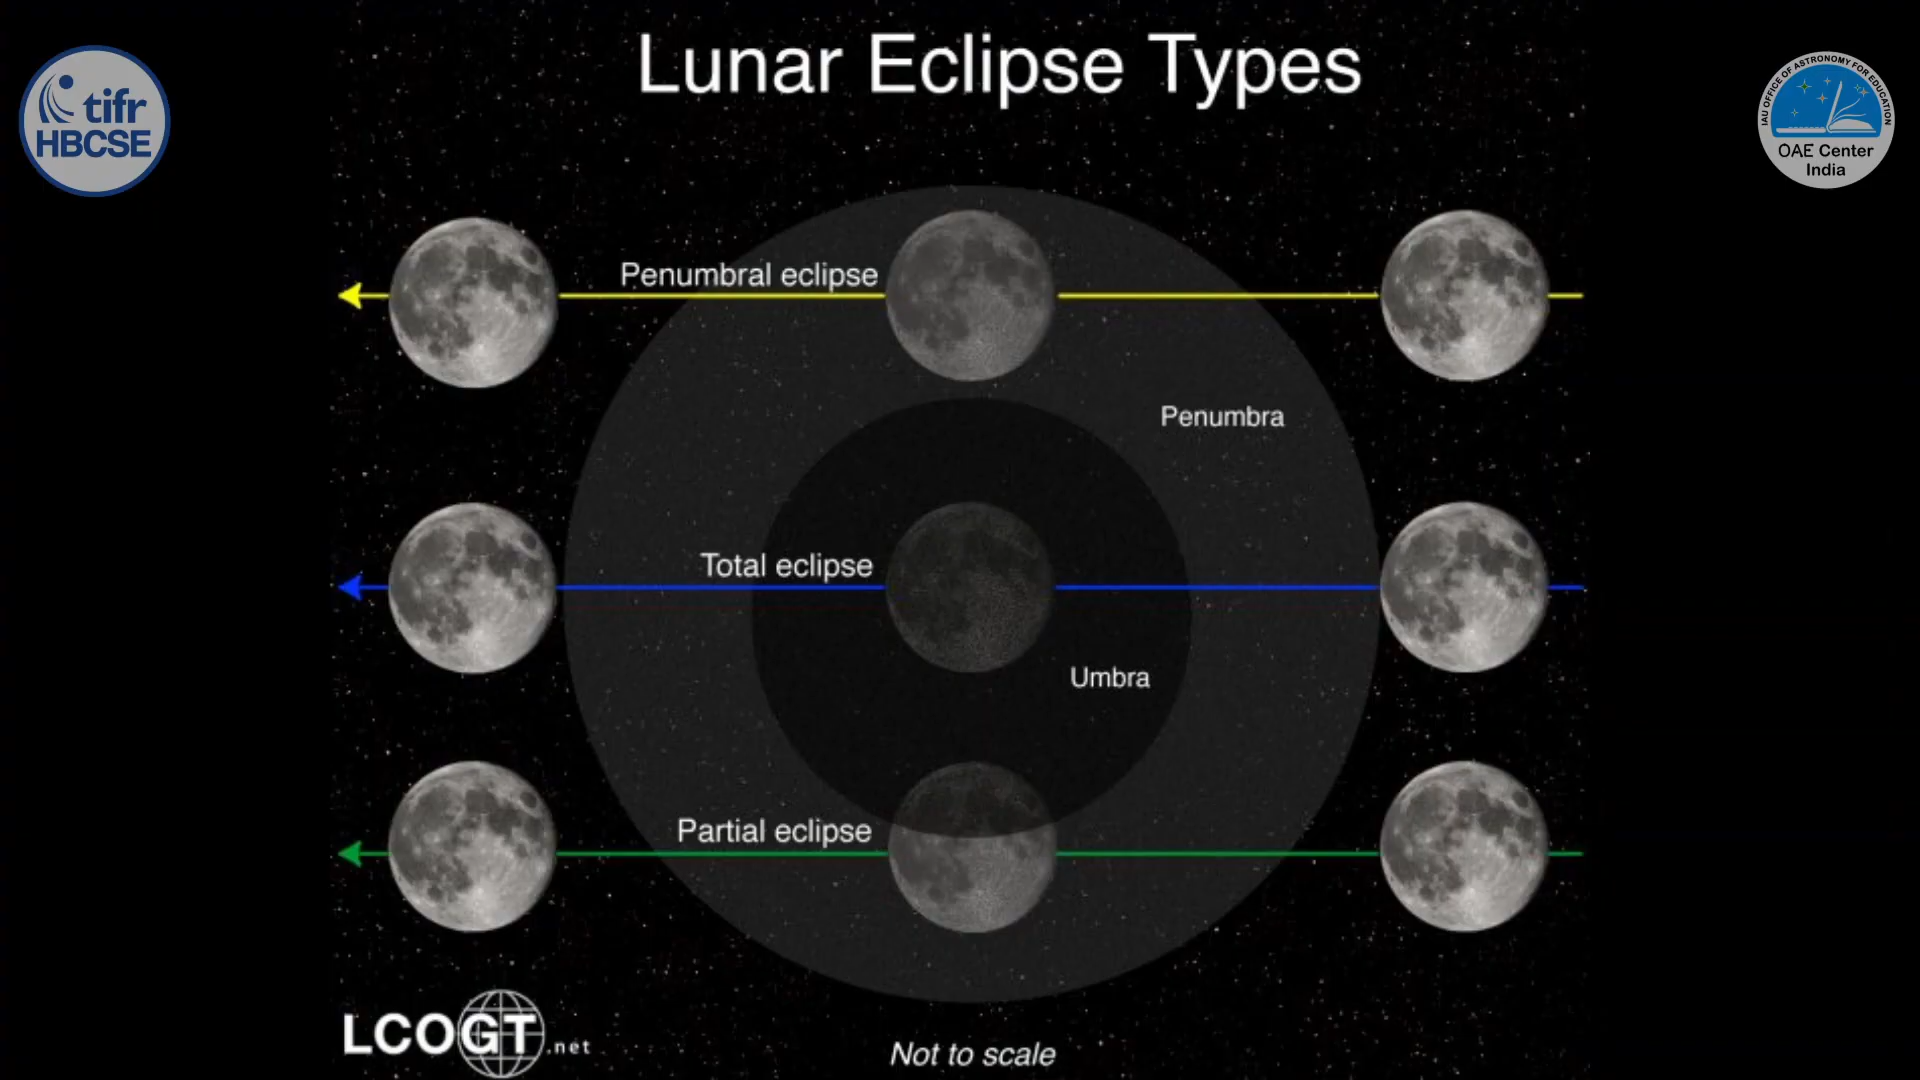 Lunar Eclipse Types
tifr
HBCSE
IAU OFFICE OF ASTRONOMY FOR EDUCATION
OAE Center
India
Penumbral eclipse
Penumbra
Total eclipse
Umbra
Partial eclipse
LCOGT.net
Not to scale